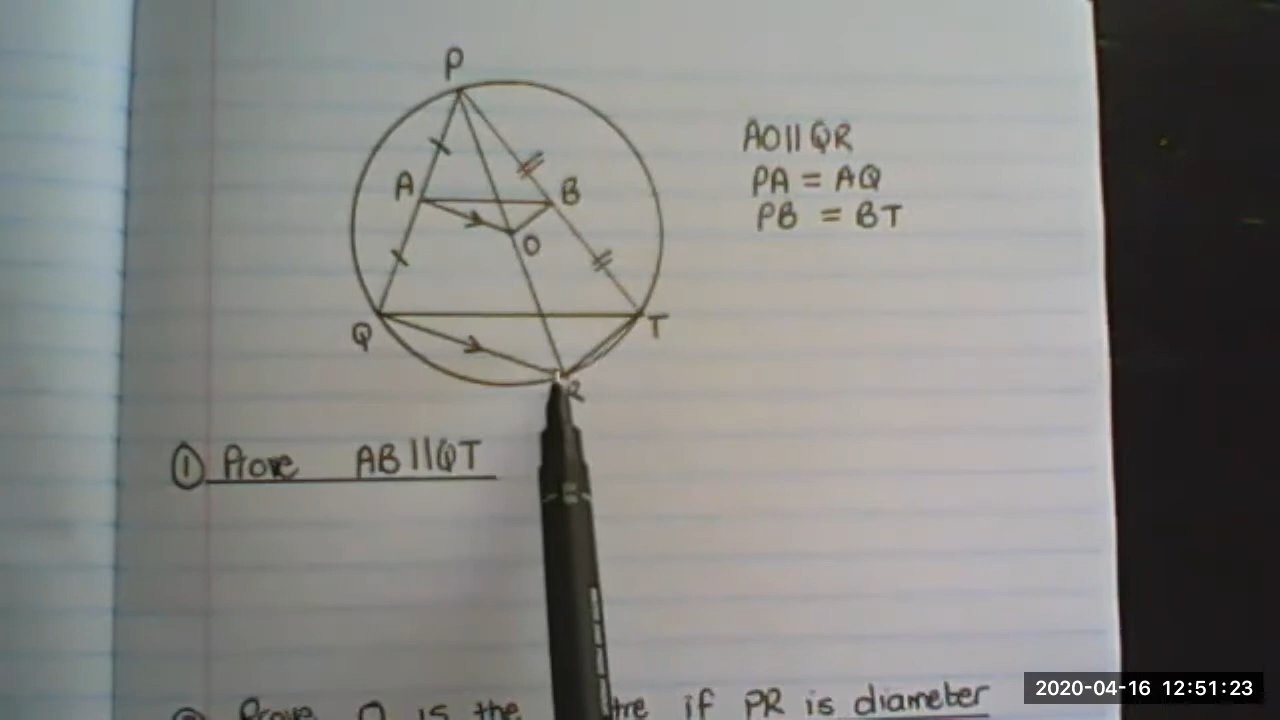 P
AO||QR
PA = AQ
PB = BT
A
B
O
Q
T
R
① Prove AB||QT
Prove O is the if PR is diameter
2020-04-16 12:51:23